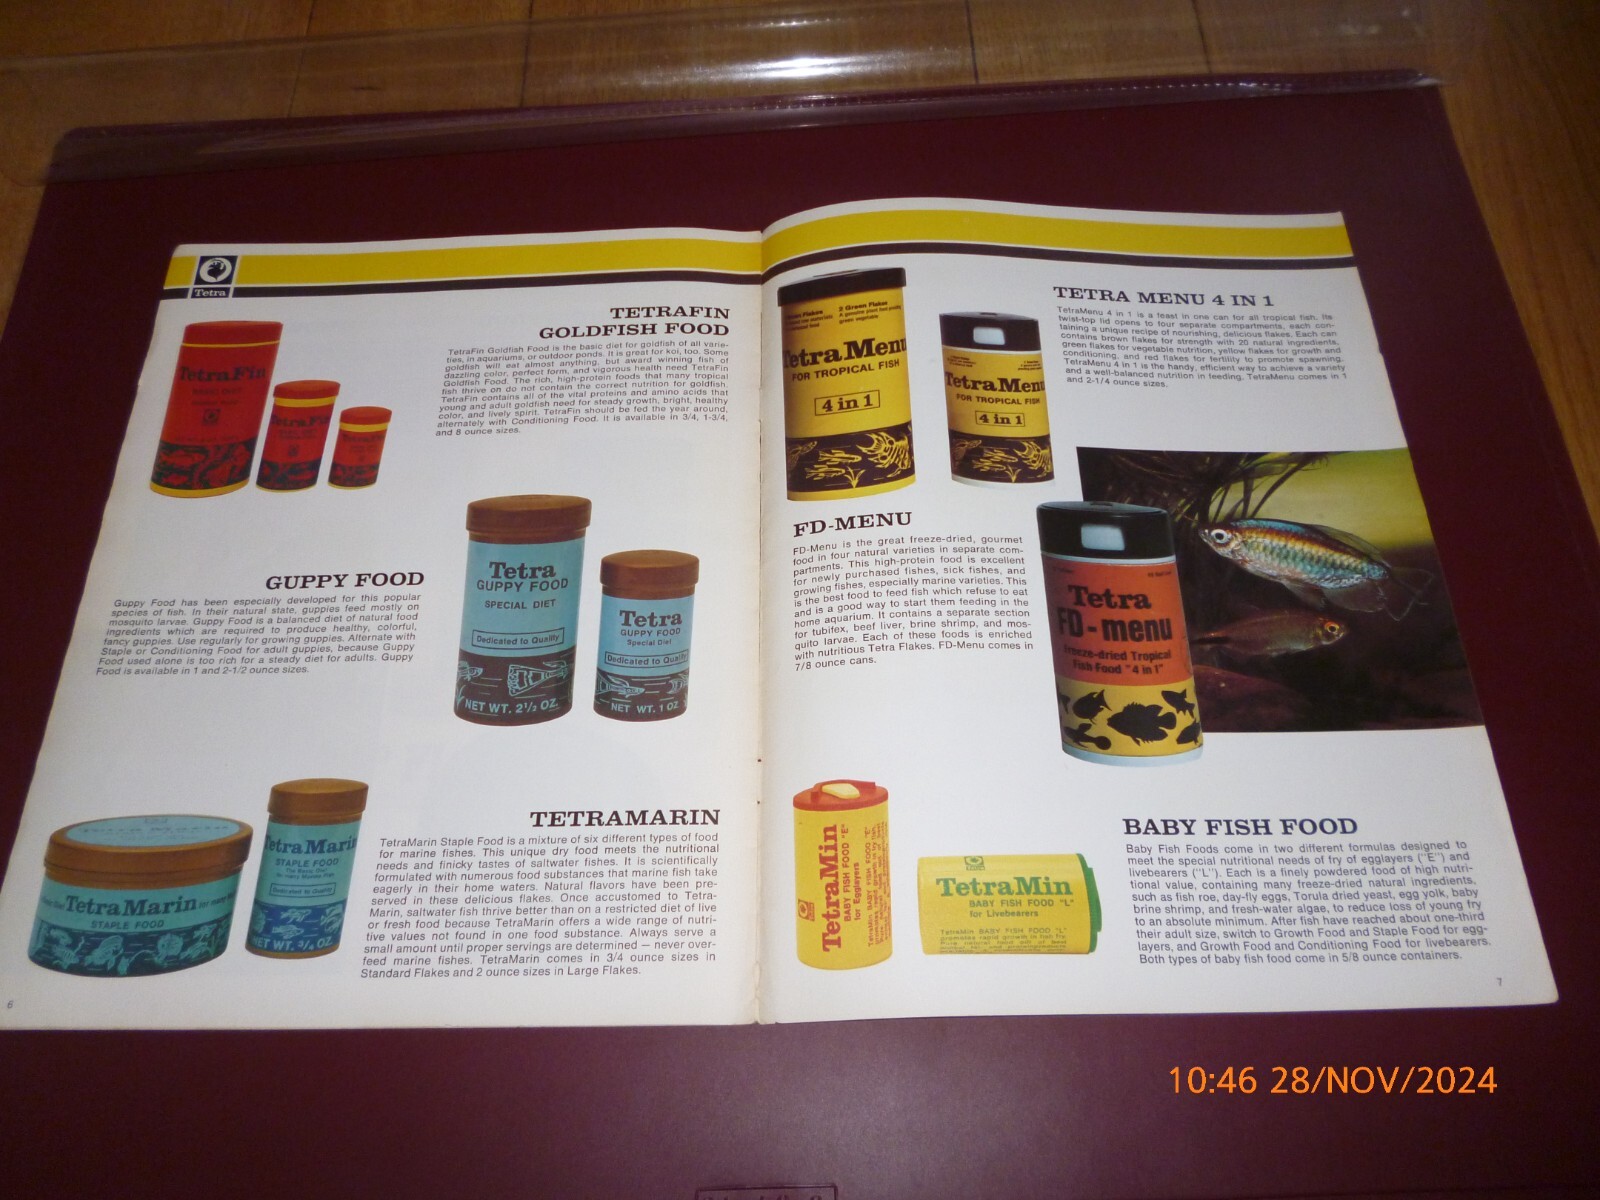 Tetra
TETRAFIN
GOLDFISH FOOD
TetraFin Goldfish Food is the basic diet for goldfish of all varie-
ties, in aquariums, or outdoor ponds. It is great for koi, too. Some
goldfish will eat almost anything, but award winning fish of
dazzling color, perfect form, and vigorous health need TetraFin
Goldfish Food. The rich, high-protein foods that many tropical
fish thrive on do not contain the correct nutrition for goldfish.
TetraFin contains all of the vital proteins and amino acids that
young and adult goldfish need for steady growth, bright, healthy
color, and lively spirit. TetraFin should be fed the year around,
alternately with Conditioning Food. It is available in 3/4, 1-3/4,
and 8 ounce sizes.
TetraFin
GUPPY FOOD
Guppy Food has been especially developed for this popular
species of fish. In their natural state, guppies feed mostly on
mosquito larvae. Guppy Food is a balanced diet of natural food
ingredients which are required to produce healthy, colorful,
fancy guppies. Use regularly for growing guppies. Alternate with
Staple or Conditioning Food for adult guppies, because Guppy
Food used alone is too rich for a steady diet for adults. Guppy
Food is available in 1 and 2-1/2 ounce sizes.
Tetra
GUPPY FOOD
SPECIAL DIET
Dedicated to Quality
NET WT. 2½ OZ.
Tetra
GUPPY FOOD
Special Diet
Dedicated to Quality
NET WT. 1 OZ
TETRAMARIN
TetraMarin Staple Food is a mixture of six different types of food
for marine fishes. This unique dry food meets the nutritional
needs and finicky tastes of saltwater fishes. It is scientifically
formulated with numerous food substances that marine fish take
eagerly in their home waters. Natural flavors have been pre-
served in these delicious flakes. Once accustomed to Tetra-
Marin, saltwater fish thrive better than on a restricted diet of live
or fresh food because TetraMarin offers a wide range of nutri-
tive values not found in one food substance. Always serve a
small amount until proper servings are determined — never over-
feed marine fishes. TetraMarin comes in 3/4 ounce sizes in
Standard Flakes and 2 ounce sizes in Large Flakes.
Tetra Marin
TetraMarin
STAPLE FOOD
TetraMarin
STAPLE FOOD
Dedicated to Quality
NET WT. 3/4 OZ.
6
2 Green Flakes
TetraMenu
FOR TROPICAL FISH
4 in 1
TetraMenu
FOR TROPICAL FISH
4 in 1
TETRA MENU 4 IN 1
TetraMenu 4 in 1 is a feast in one can for all tropical fish. Its
twist-top lid opens to four separate compartments, each con-
taining a unique recipe of nourishing, delicious flakes. Each can
contains brown flakes for strength with 20 natural ingredients,
green flakes for vegetable nutrition, yellow flakes for growth and
conditioning, and red flakes for fertility to promote spawning.
TetraMenu 4 in 1 is the handy, efficient way to achieve a variety
and a well-balanced nutrition in feeding. TetraMenu comes in 1
and 2-1/4 ounce sizes.
FD-MENU
FD-Menu is the great freeze-dried, gourmet
food in four natural varieties in separate com-
partments. This high-protein food is excellent
for newly purchased fishes, sick fishes, and
growing fishes, especially marine varieties. This
is the best food to feed fish which refuse to eat
and is a good way to start them feeding in the
home aquarium. It contains a separate section
for tubifex, beef liver, brine shrimp, and mos-
quito larvae. Each of these foods is enriched
with nutritious Tetra Flakes. FD-Menu comes in
7/8 ounce cans.
Tetra
FD-menu
Freeze-dried Tropical
Fish Food "4 in 1"
TetraMin
BABY FISH FOOD "E"
for Egglayers
TetraMin
BABY FISH FOOD "L"
for Livebearers
TetraMin BABY FISH FOOD "L"
promotes rapid growth to fish fry.
BABY FISH FOOD
Baby Fish Foods come in two different formulas designed to
meet the special nutritional needs of fry of egglayers ("E") and
livebearers ("L"). Each is a finely powdered food of high nutri-
tional value, containing many freeze-dried natural ingredients,
such as fish roe, day-fly eggs, Torula dried yeast, egg yolk, baby
brine shrimp, and fresh-water algae, to reduce loss of young fry
to an absolute minimum. After fish have reached about one-third
their adult size, switch to Growth Food and Staple Food for egg-
layers, and Growth Food and Conditioning Food for livebearers.
Both types of baby fish food come in 5/8 ounce containers.
7
10:46 28/NOV/2024